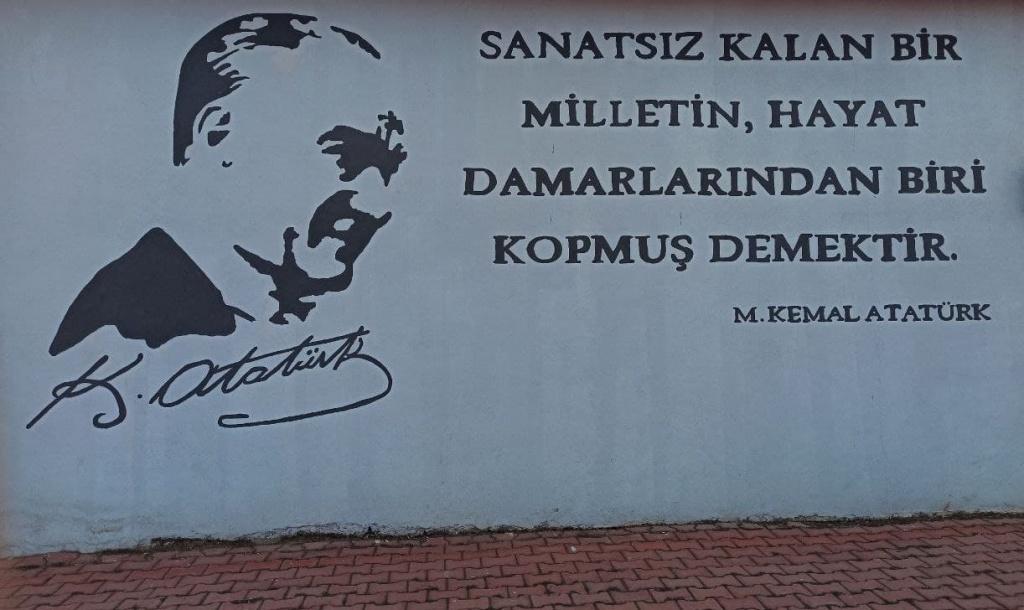 SANATSIZ KALAN BİR
MİLLETİN, HAYAT
DAMARLARINDAN BİRİ
KOPMUŞ DEMEKTİR.
M. KEMAL ATATÜRK
K. Atatürk